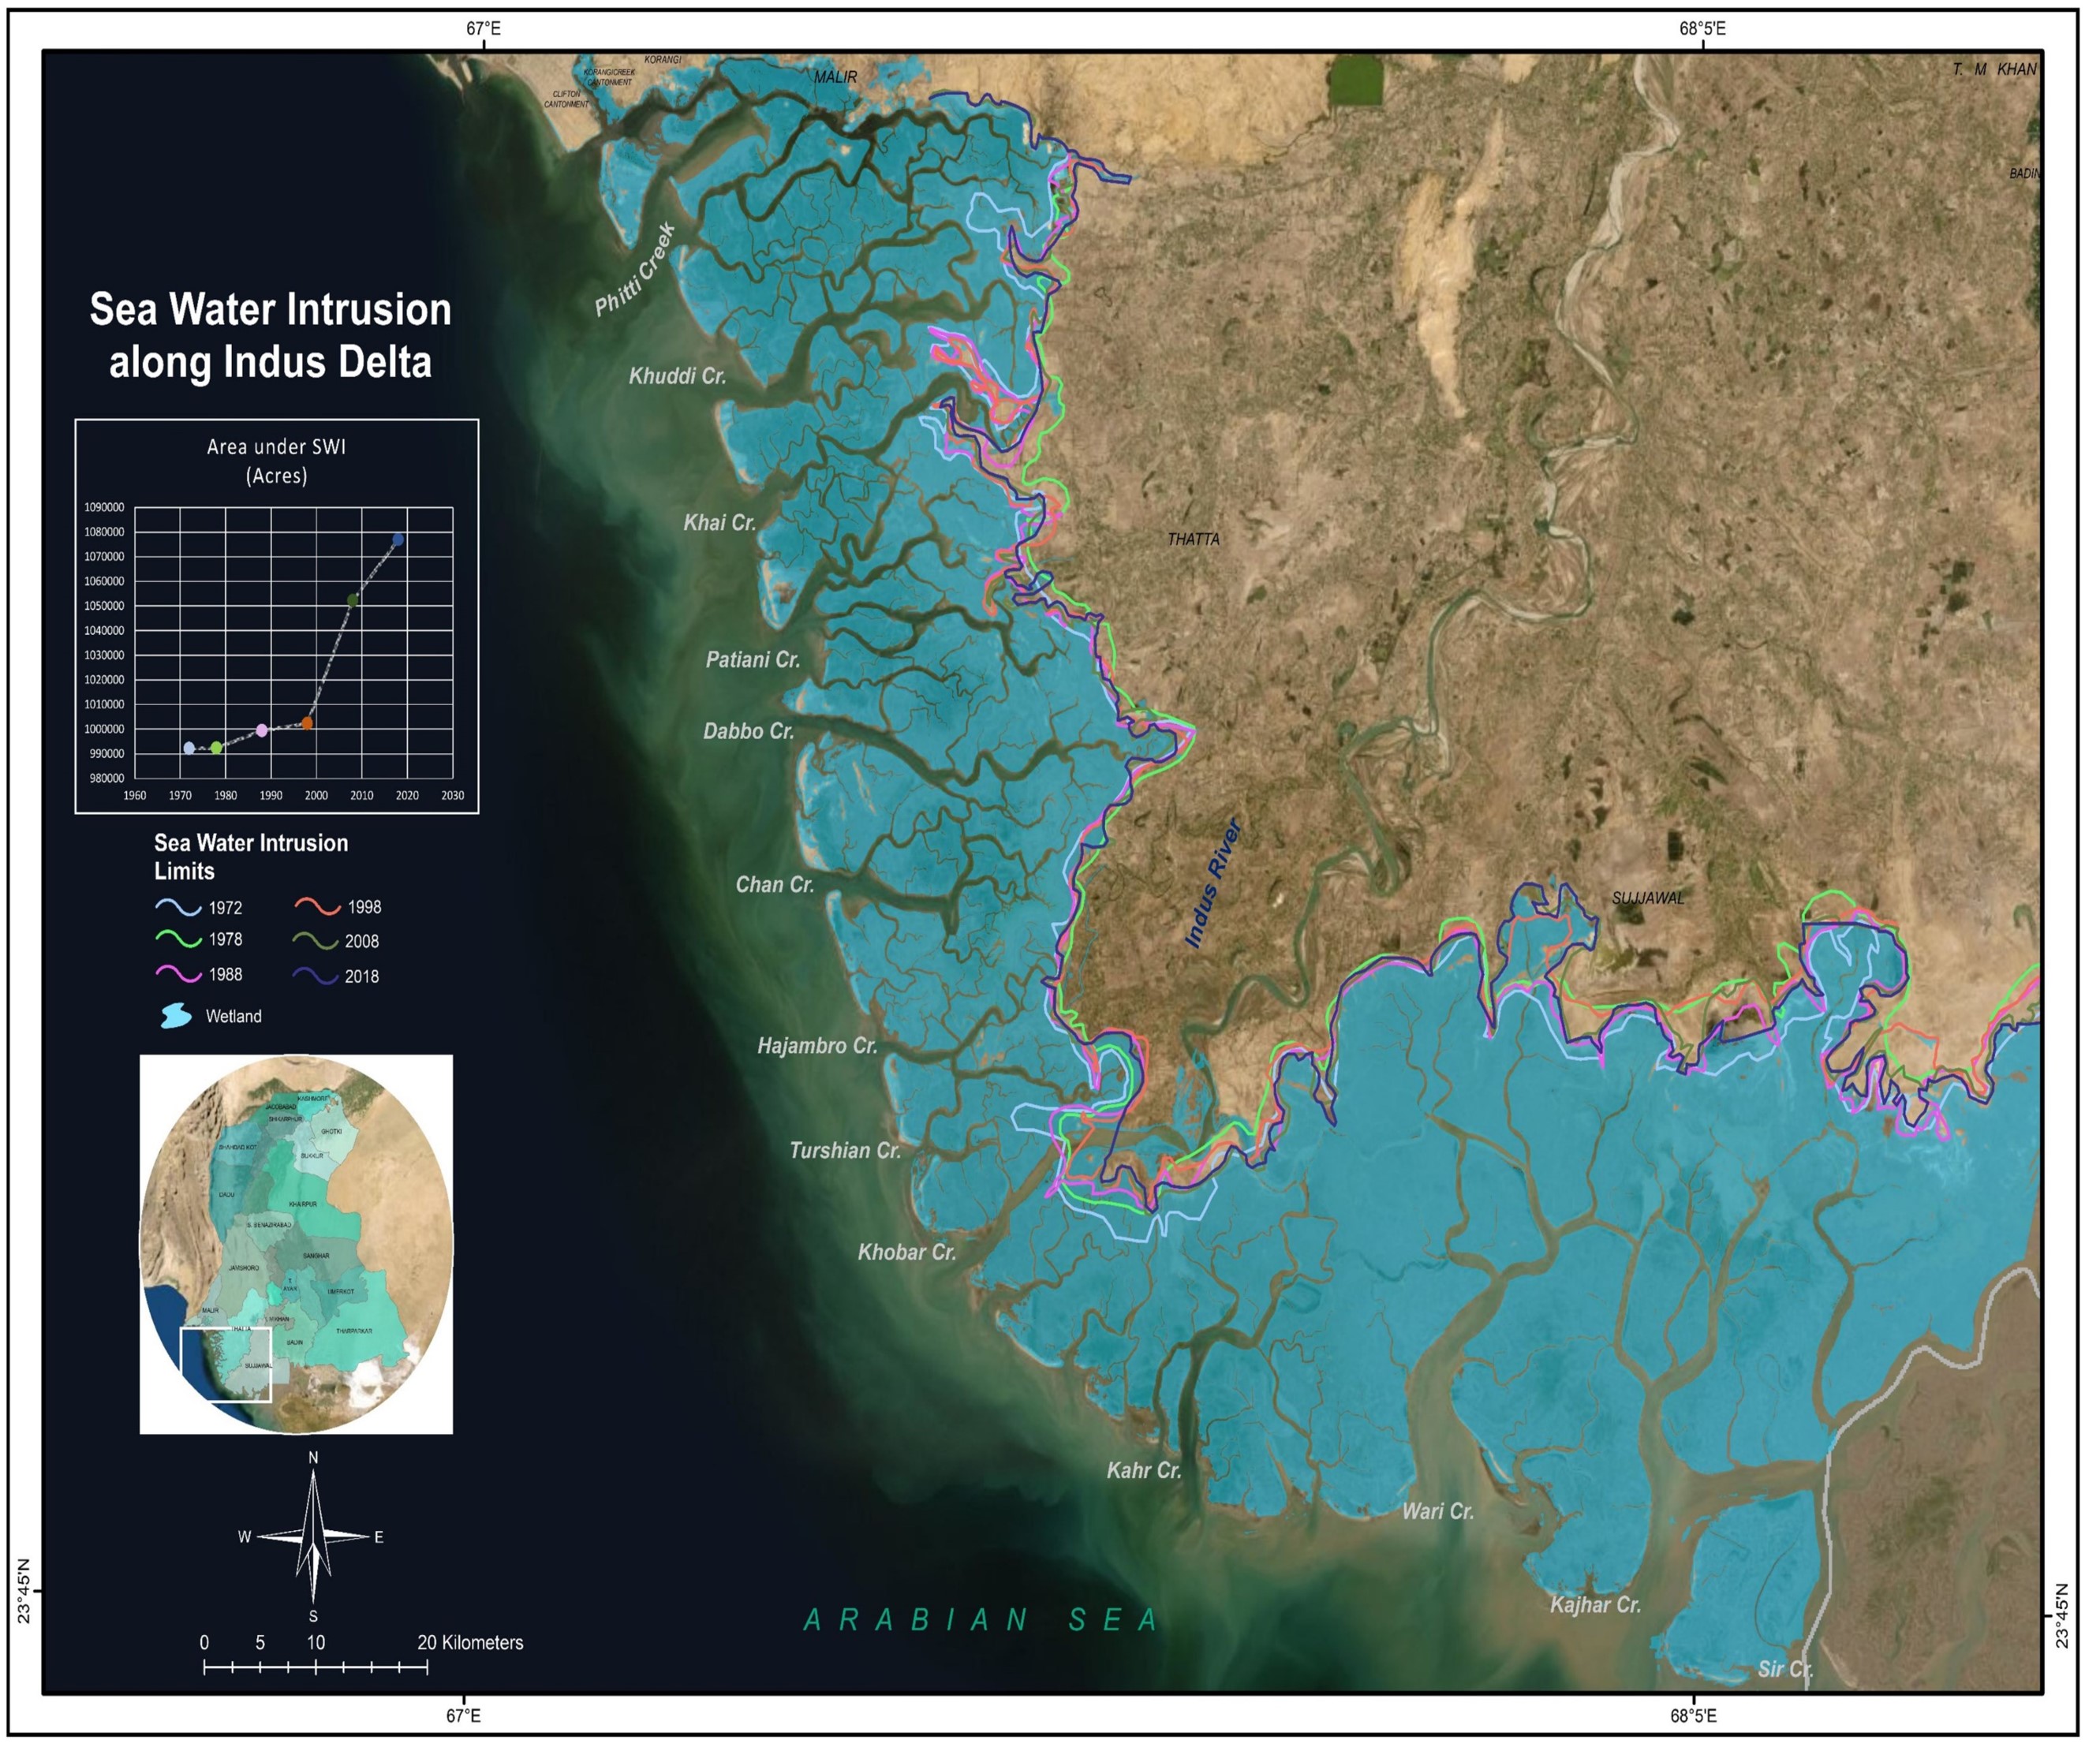 67°E
68°5'E
KORANGI
KORANGICREEK
CANTONMENT
CLIFTON
CANTONMENT
MALIR
T. M KHAN
BADIN
Phitti Creek
Sea Water Intrusion
along Indus Delta
Khuddi Cr.
Area under SWI
(Acres)
1090000
1080000
1070000
1060000
1050000
1040000
1030000
1020000
1010000
1000000
990000
980000
1960
1970
1980
1990
2000
2010
2020
2030
Khai Cr.
THATTA
Patiani Cr.
Dabbo Cr.
Chan Cr.
Indus River
SUJJAWAL
Sea Water Intrusion
Limits
1972
1998
1978
2008
1988
2018
Wetland
Hajambro Cr.
Turshian Cr.
Khobar Cr.
KASHMORE
JACOBABAD
SHIKARPUR
GHOTKI
SHAHDAD KOT
SUKKUR
DADU
KHAIRPUR
S. BENAZIRABAD
SANGHAR
JAMSHORO
UMERKOT
MALIR
THATTA
BADIN
THARPARKAR
SUJJAWAL
Kahr Cr.
Wari Cr.
Kajhar Cr.
Sir Cr.
ARABIAN SEA
N
W
E
S
0
5
10
20 Kilometers
23°45'N
23°45'N
67°E
68°5'E